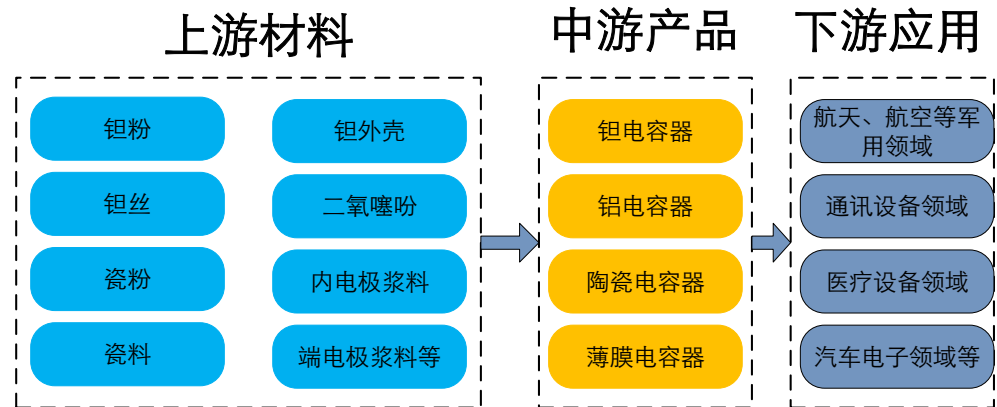 上游材料
中游产品
下游应用
钽粉
钽外壳
钽丝
二氧噻吩
瓷粉
内电极浆料
瓷料
端电极浆料等
钽电容器
铝电容器
陶瓷电容器
薄膜电容器
航天、航空等军
用领域
通讯设备领域
医疗设备领域
汽车电子领域等